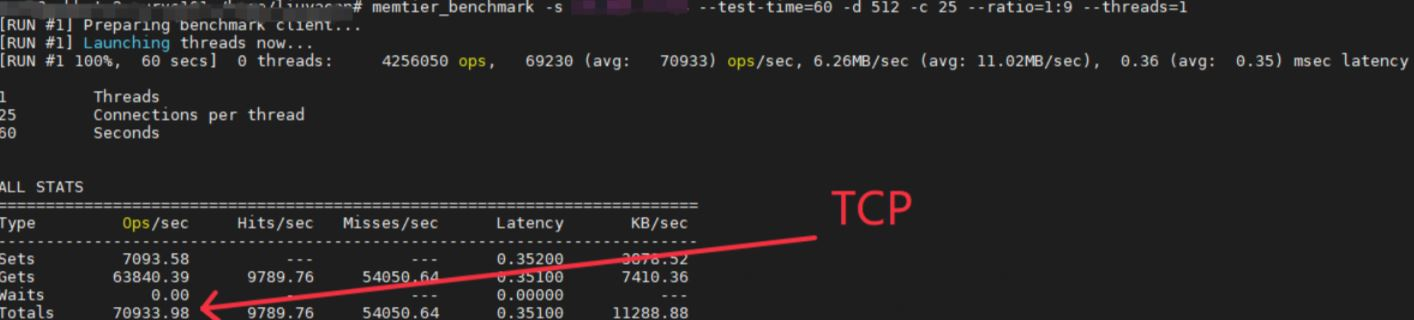 # memtier_benchmark -s --test-time=60 -d 512 -c 25 --ratio=1:9 --threads=1
[RUN #1] Preparing benchmark client...
[RUN #1] Launching threads now...
[RUN #1 100%, 60 secs] 0 threads: 4256050 ops, 69230 (avg: 70933) ops/sec, 6.26MB/sec (avg: 11.02MB/sec), 0.36 (avg: 0.35) msec latency
1 Threads
25 Connections per thread
60 Seconds
ALL STATS
========================================================================
Type Ops/sec Hits/sec Misses/sec Latency KB/sec
------------------------------------------------------------------------
Sets 7093.58 --- --- 0.35200 3878.52
Gets 63840.39 9789.76 54050.64 0.35100 7410.36
Waits 0.00 --- --- 0.00000 ---
Totals 70933.98 9789.76 54050.64 0.35100 11288.88
TCP